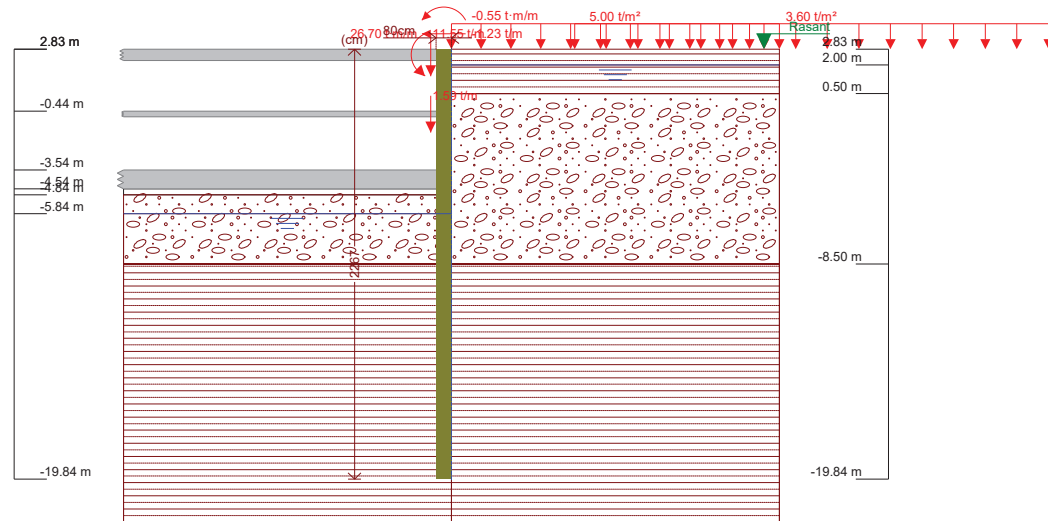 -0.55 t·m/m
5.00 t/m²
3.60 t/m²
80cm
(cm)
Rasant
2.83 m
2.83 m
2.00 m
1.59 t/m
0.50 m
-0.44 m
-3.54 m
-4.54 m
-4.84 m
-5.84 m
2267
-8.50 m
-19.84 m
-19.84 m